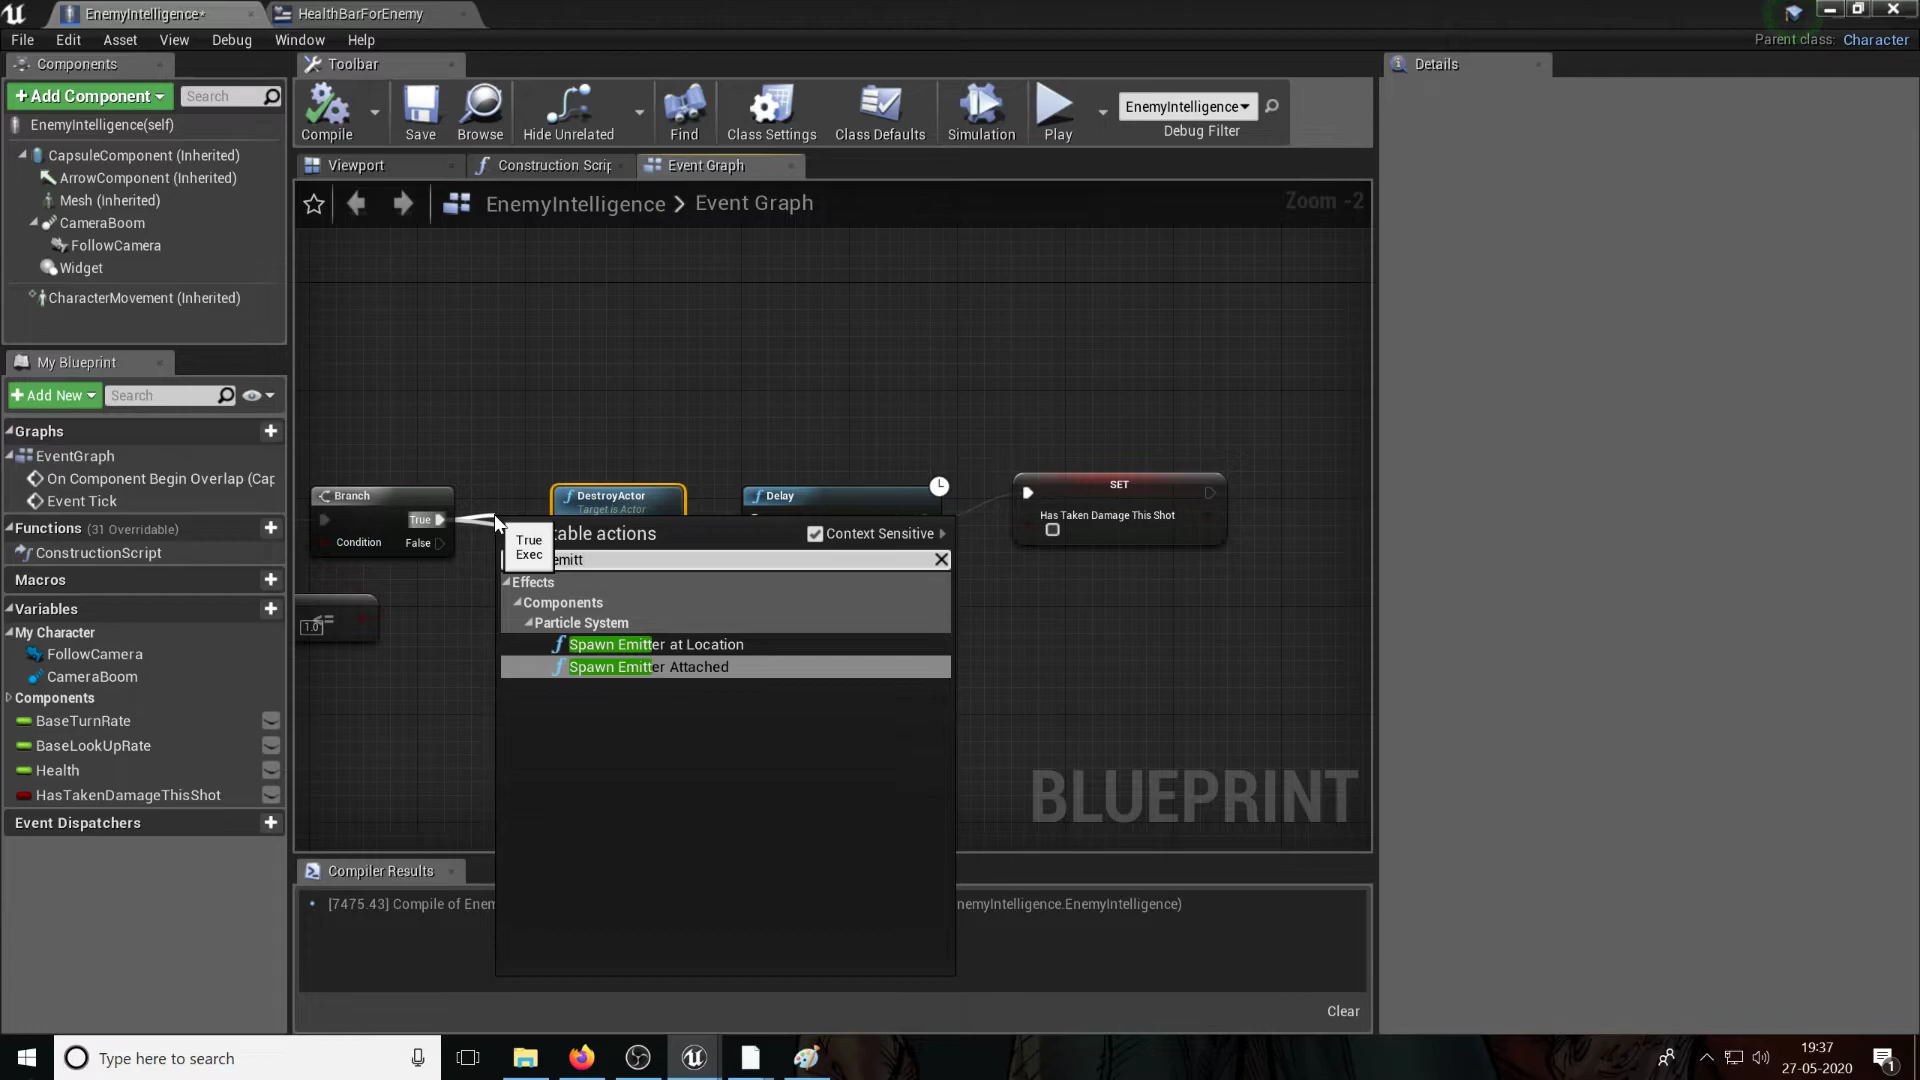 EnemyIntelligence*
HealthBarForEnemy
File Edit Asset View Debug Window Help
Parent class: Character
Components
Toolbar
Details
+Add Component
Search
EnemyIntelligence(self)
CapsuleComponent (Inherited)
ArrowComponent (Inherited)
Mesh (Inherited)
CameraBoom
FollowCamera
Widget
CharacterMovement (Inherited)
Compile
Save
Browse
Hide Unrelated
Find
Class Settings
Class Defaults
Simulation
Play
EnemyIntelligence
Debug Filter
Viewport
Construction Scrip
Event Graph
EnemyIntelligence > Event Graph
Zoom -2
My Blueprint
+Add New
Search
Graphs
EventGraph
On Component Begin Overlap (Cap
Event Tick
Functions (31 Overridable)
ConstructionScript
Macros
Variables
My Character
FollowCamera
CameraBoom
Components
BaseTurnRate
BaseLookUpRate
Health
HasTakenDamageThisShot
Event Dispatchers
Branch
True
Condition
False
1.0
<=
DestroyActor
Target is Actor
Delay
SET
Has Taken Damage This Shot
True
Exec
table actions
Context Sensitive
emitt
Effects
Components
Particle System
Spawn Emitter at Location
Spawn Emitter Attached
BLUEPRINT
Compiler Results
[7475.43] Compile of Enem
nemyIntelligence.EnemyIntelligence)
Clear
Type here to search
19:37
27-05-2020
1